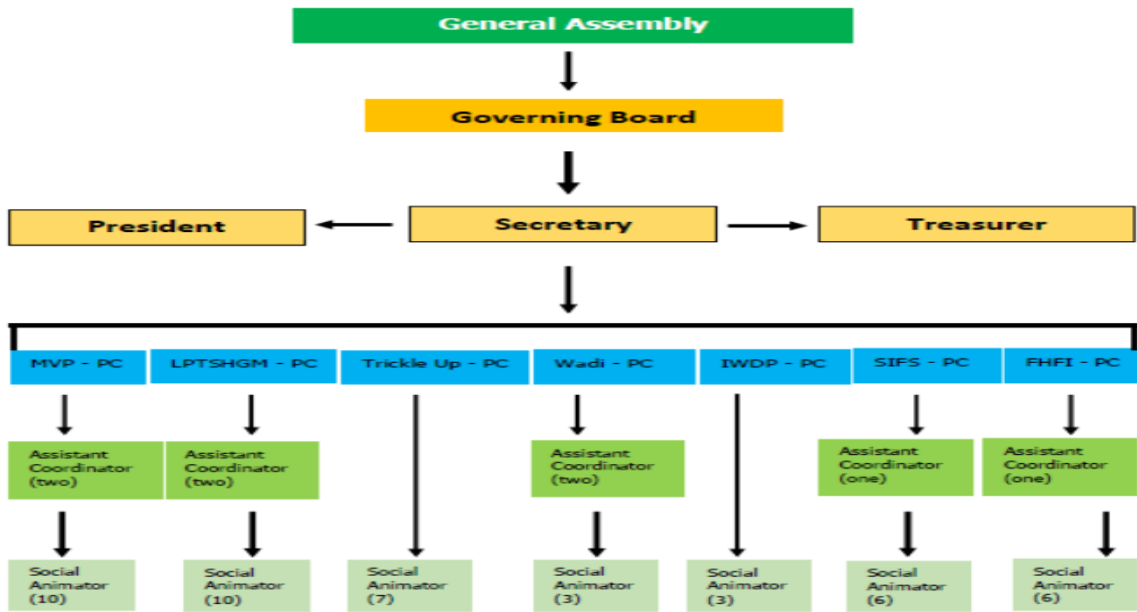 General Assembly
Governing Board
President
Secretary
Treasurer
MVP - PC
LPTSHGM - PC
Trickle Up - PC
Wadi - PC
IWDP - PC
SIFS - PC
FHFI - PC
Assistant
Coordinator
(two)
Assistant
Coordinator
(two)
Assistant
Coordinator
(two)
Assistant
Coordinator
(one)
Assistant
Coordinator
(one)
Social
Animator
(10)
Social
Animator
(10)
Social
Animator
(7)
Social
Animator
(3)
Social
Animator
(3)
Social
Animator
(6)
Social
Animator
(6)